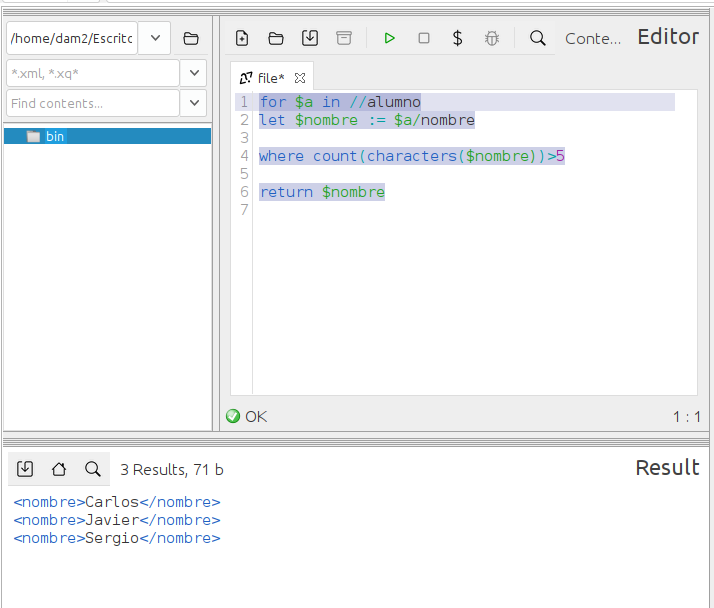 /home/dam2/Escrito
*.xml, *.xq*
Find contents...
bin
$
Conte...
Editor
file*
1 for $a in //alumno
2 let $nombre := $a/nombre
3
4 where count(characters($nombre))>5
5
6 return $nombre
7
OK
1 : 1
3 Results, 71 b
Result
<nombre>Carlos</nombre>
<nombre>Javier</nombre>
<nombre>Sergio</nombre>